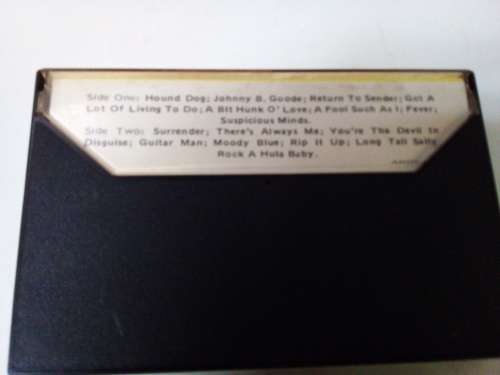 Side One: Hound Dog; Johnny B. Goode; Return To Sender; Got A
Lot Of Living To Do; A BIt Hunk O' Love; A Fool Such As I; Fever;
Suspicious Minds.
Side Two: Surrender; There's Always Me; You're The Devil In
Disguise; Guitar Man; Moody Blue; Rip It Up; Long Tall Sally
Rock A Hula Baby.